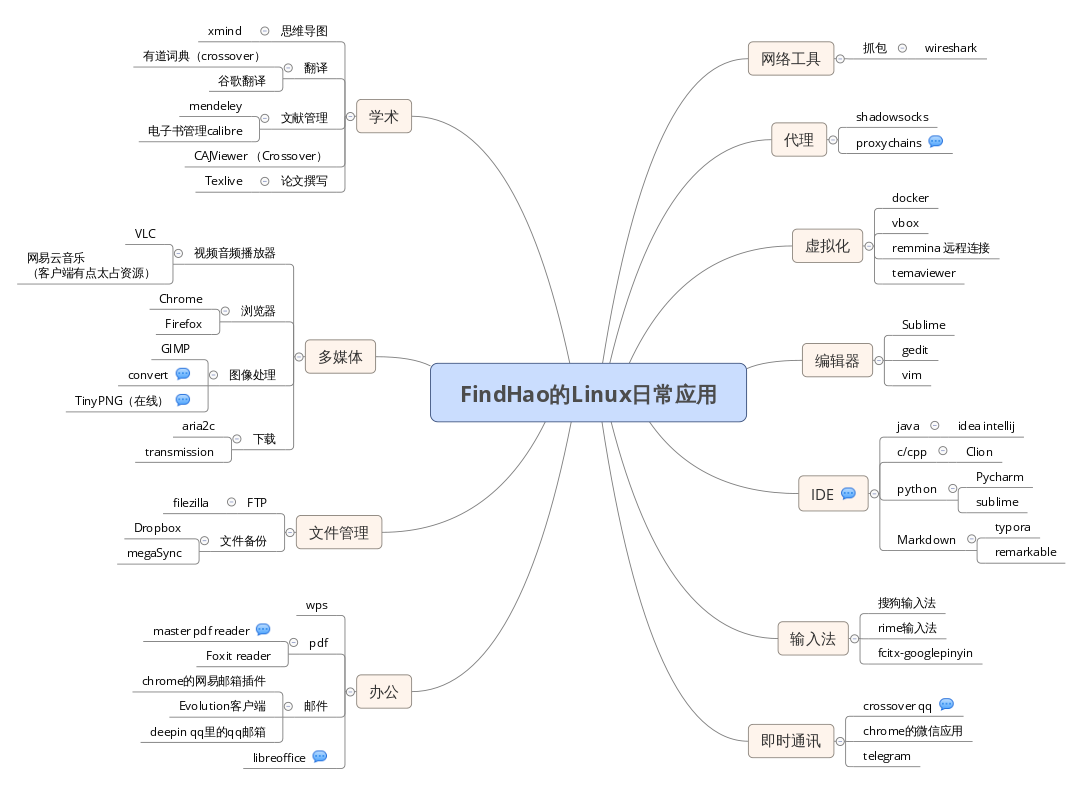 FindHao的Linux日常应用
学术
思维导图
xmind
翻译
有道词典（crossover）
谷歌翻译
文献管理
mendeley
电子书管理calibre
CAJViewer （Crossover）
论文撰写
Texlive
多媒体
视频音频播放器
VLC
网易云音乐
（客户端有点太占资源）
浏览器
Chrome
Firefox
图像处理
GIMP
convert
TinyPNG（在线）
下载
aria2c
transmission
文件管理
FTP
filezilla
文件备份
Dropbox
megaSync
办公
wps
pdf
master pdf reader
Foxit reader
邮件
chrome的网易邮箱插件
Evolution客户端
deepin qq里的qq邮箱
libreoffice
网络工具
抓包
wireshark
代理
shadowsocks
proxychains
虚拟化
docker
vbox
remmina 远程连接
temaviewer
编辑器
Sublime
gedit
vim
IDE
java
idea intellij
c/cpp
Clion
python
Pycharm
sublime
Markdown
typora
remarkable
输入法
搜狗输入法
rime输入法
fcitx-googlepinyin
即时通讯
crossover qq
chrome的微信应用
telegram